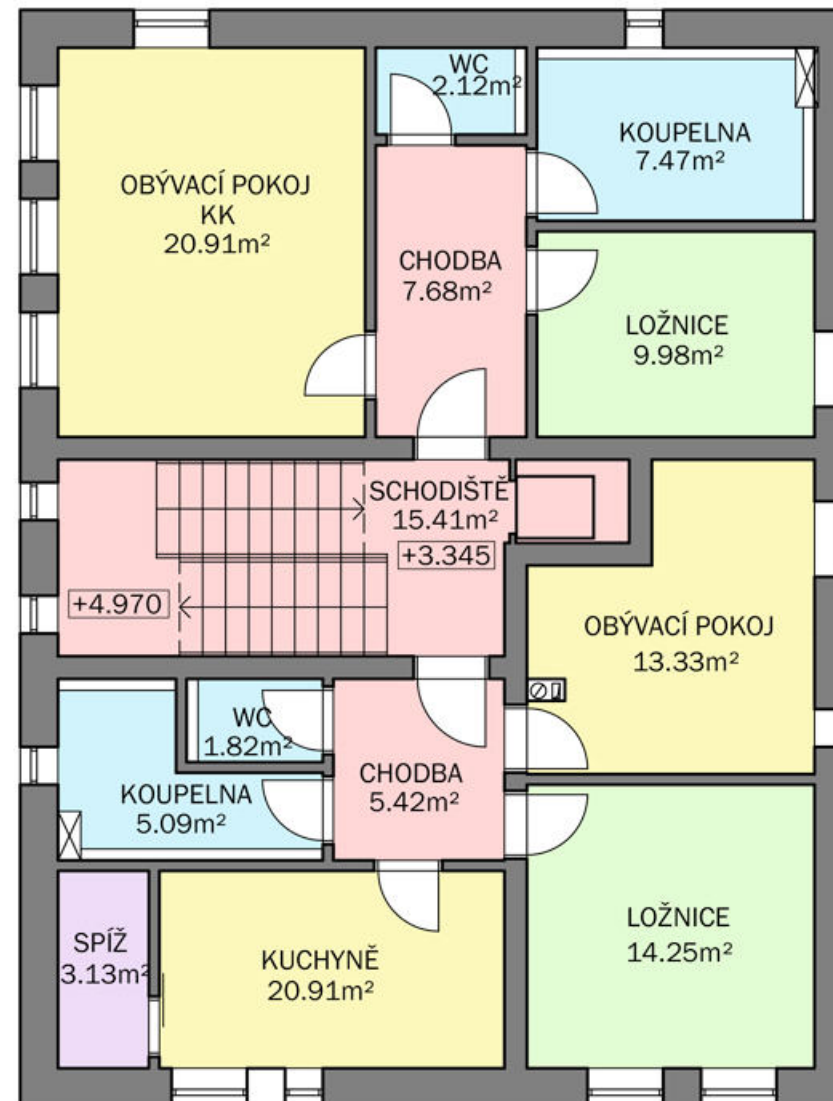 WC
2.12m²
KOUPELNA
7.47m²
OBÝVACÍ POKOJ
KK
20.91m²
CHODBA
7.68m²
LOŽNICE
9.98m²
SCHODIŠTĚ
15.41m²
+3.345
+4.970
OBÝVACÍ POKOJ
13.33m²
WC
1.82m²
CHODBA
5.42m²
KOUPELNA
5.09m²
SPÍŽ
3.13m²
KUCHYNĚ
20.91m²
LOŽNICE
14.25m²